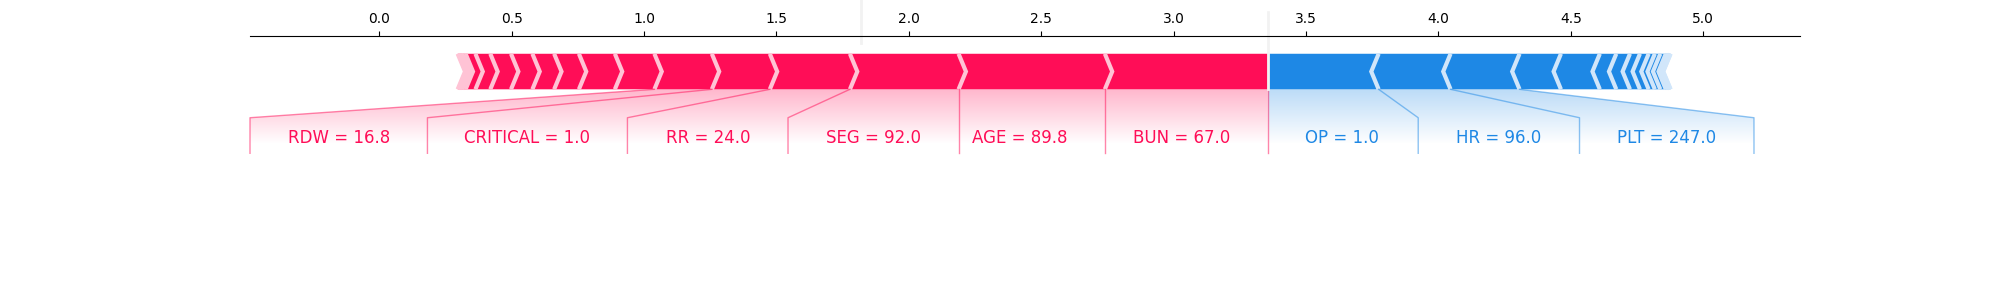 0.0 0.5 1.0 1.5 2.0 2.5 3.0 3.5 4.0 4.5 5.0
RDW = 16.8 CRITICAL = 1.0 RR = 24.0 SEG = 92.0 AGE = 89.8 BUN = 67.0 OP = 1.0 HR = 96.0 PLT = 247.0